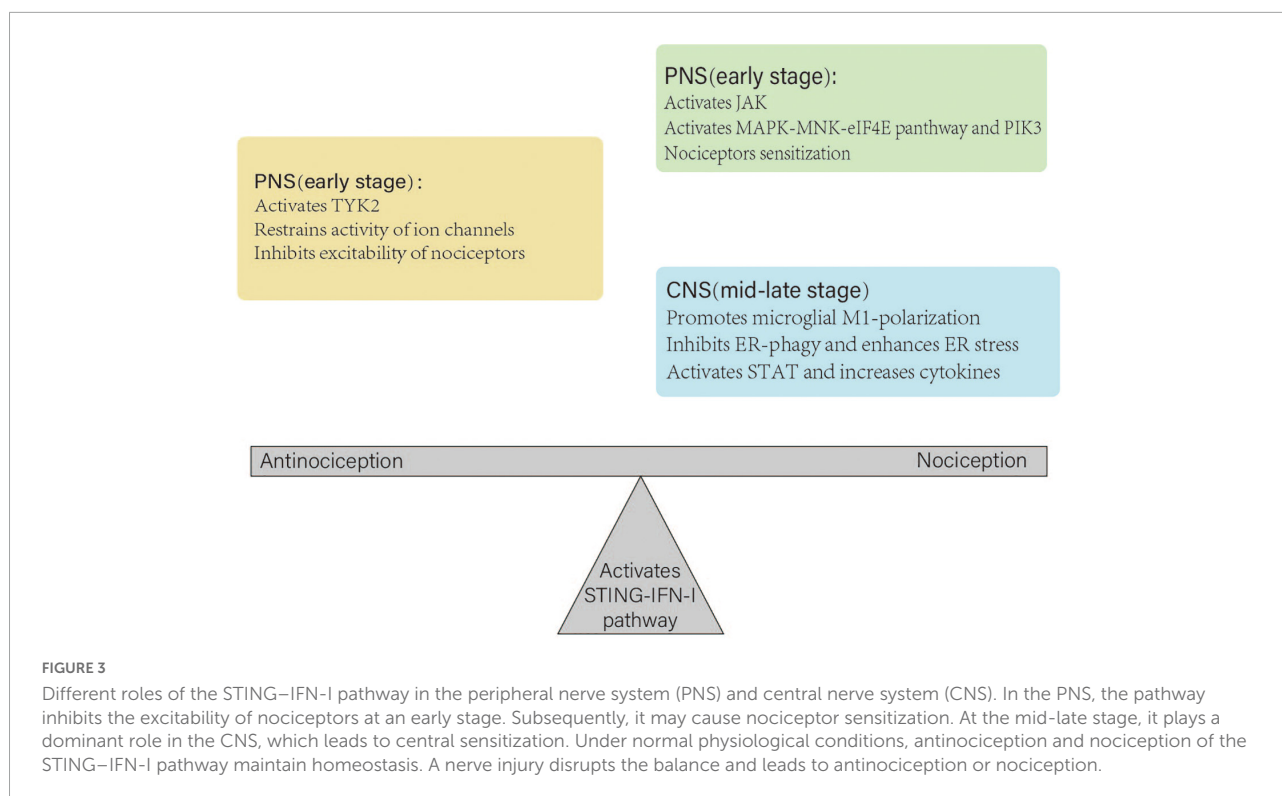 PNS(early stage):
Activates JAK
Activates MAPK-MNK-eIF4E panthway and PIK3
Nociceptors sensitization
PNS(early stage):
Activates TYK2
Restrains activity of ion channels
Inhibits excitability of nociceptors
CNS(mid-late stage)
Promotes microglial M1-polarization
Inhibits ER-phagy and enhances ER stress
Activates STAT and increases cytokines
Antinociception
Nociception
Activates
STING-IFN-I
pathway
FIGURE 3
Different roles of the STING–IFN-I pathway in the peripheral nerve system (PNS) and central nerve system (CNS). In the PNS, the pathway
inhibits the excitability of nociceptors at an early stage. Subsequently, it may cause nociceptor sensitization. At the mid-late stage, it plays a
dominant role in the CNS, which leads to central sensitization. Under normal physiological conditions, antinociception and nociception of the
STING–IFN-I pathway maintain homeostasis. A nerve injury disrupts the balance and leads to antinociception or nociception.